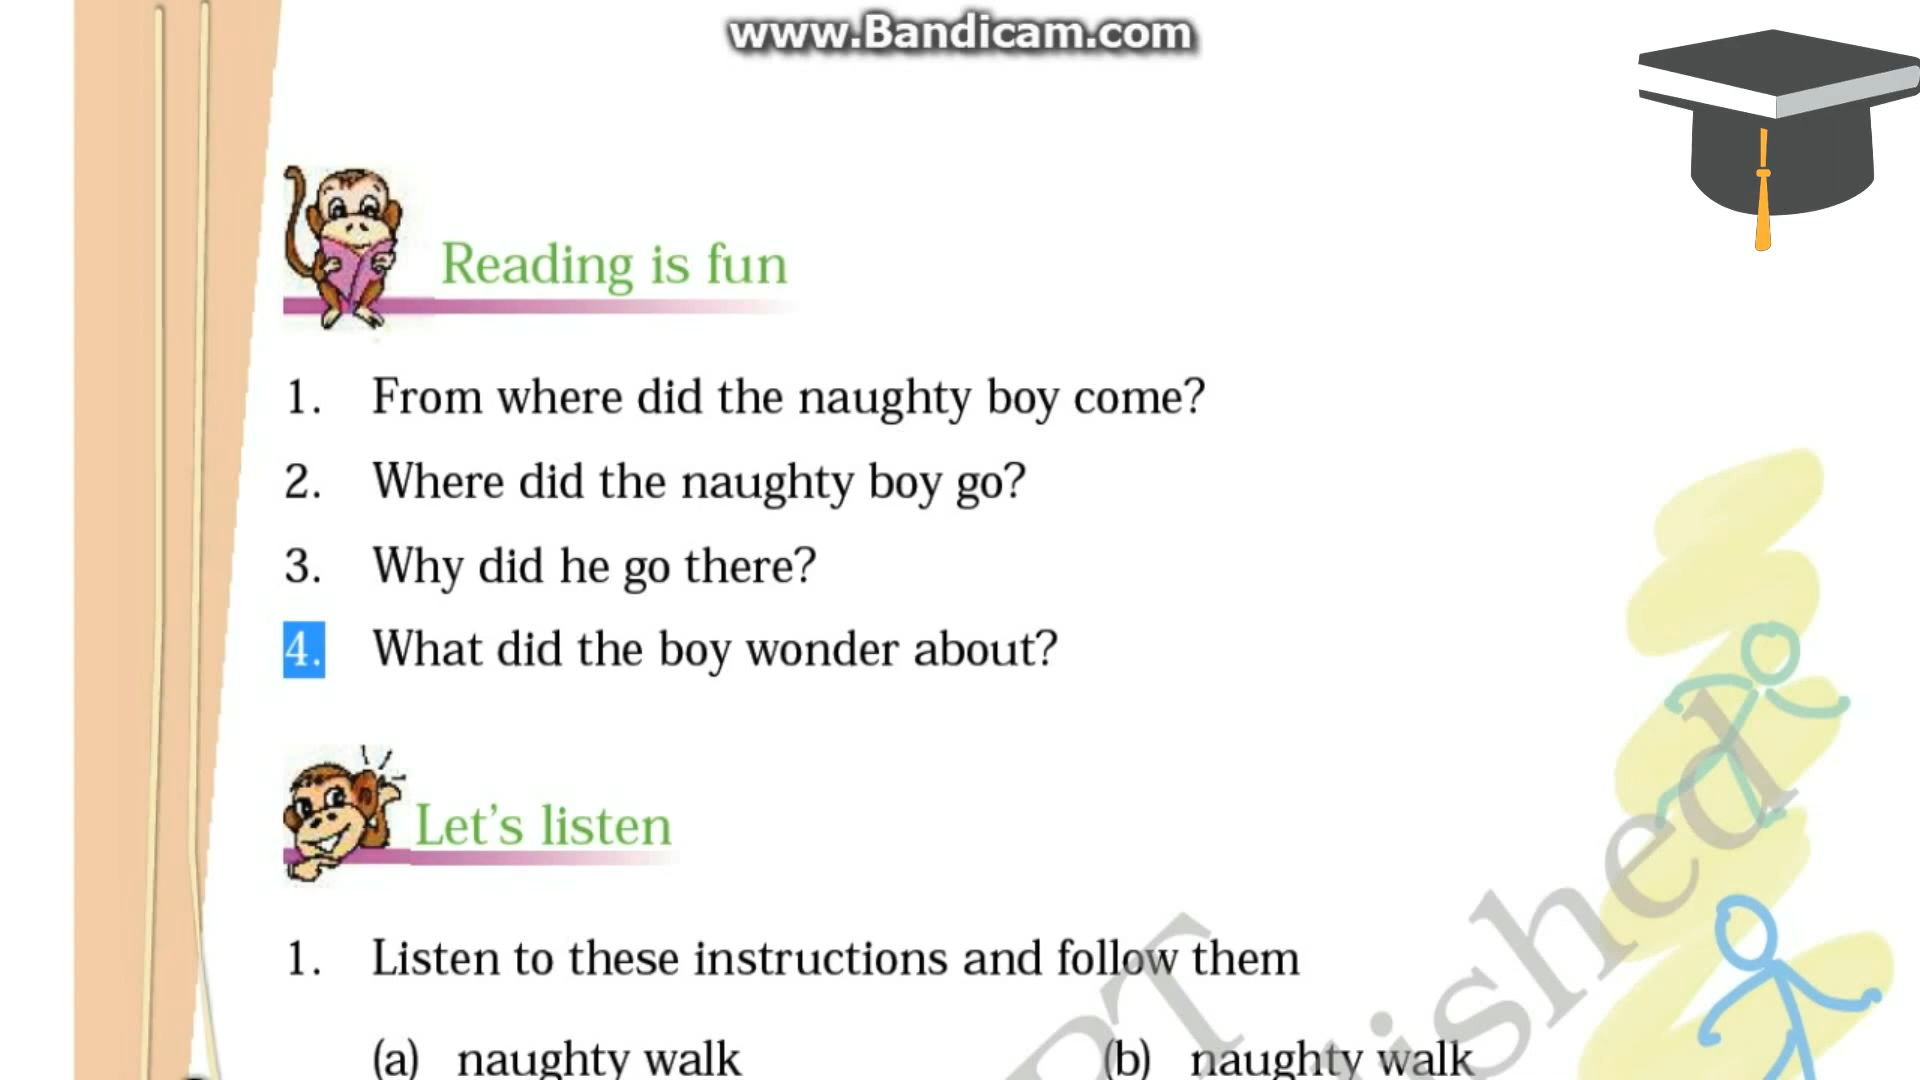 www.Bandicam.com
Reading is fun
1. From where did the naughty boy come?
2. Where did the naughty boy go?
3. Why did he go there?
4. What did the boy wonder about?
Let's listen
1. Listen to these instructions and follow them
(a) naughty walk (b) naughty walk